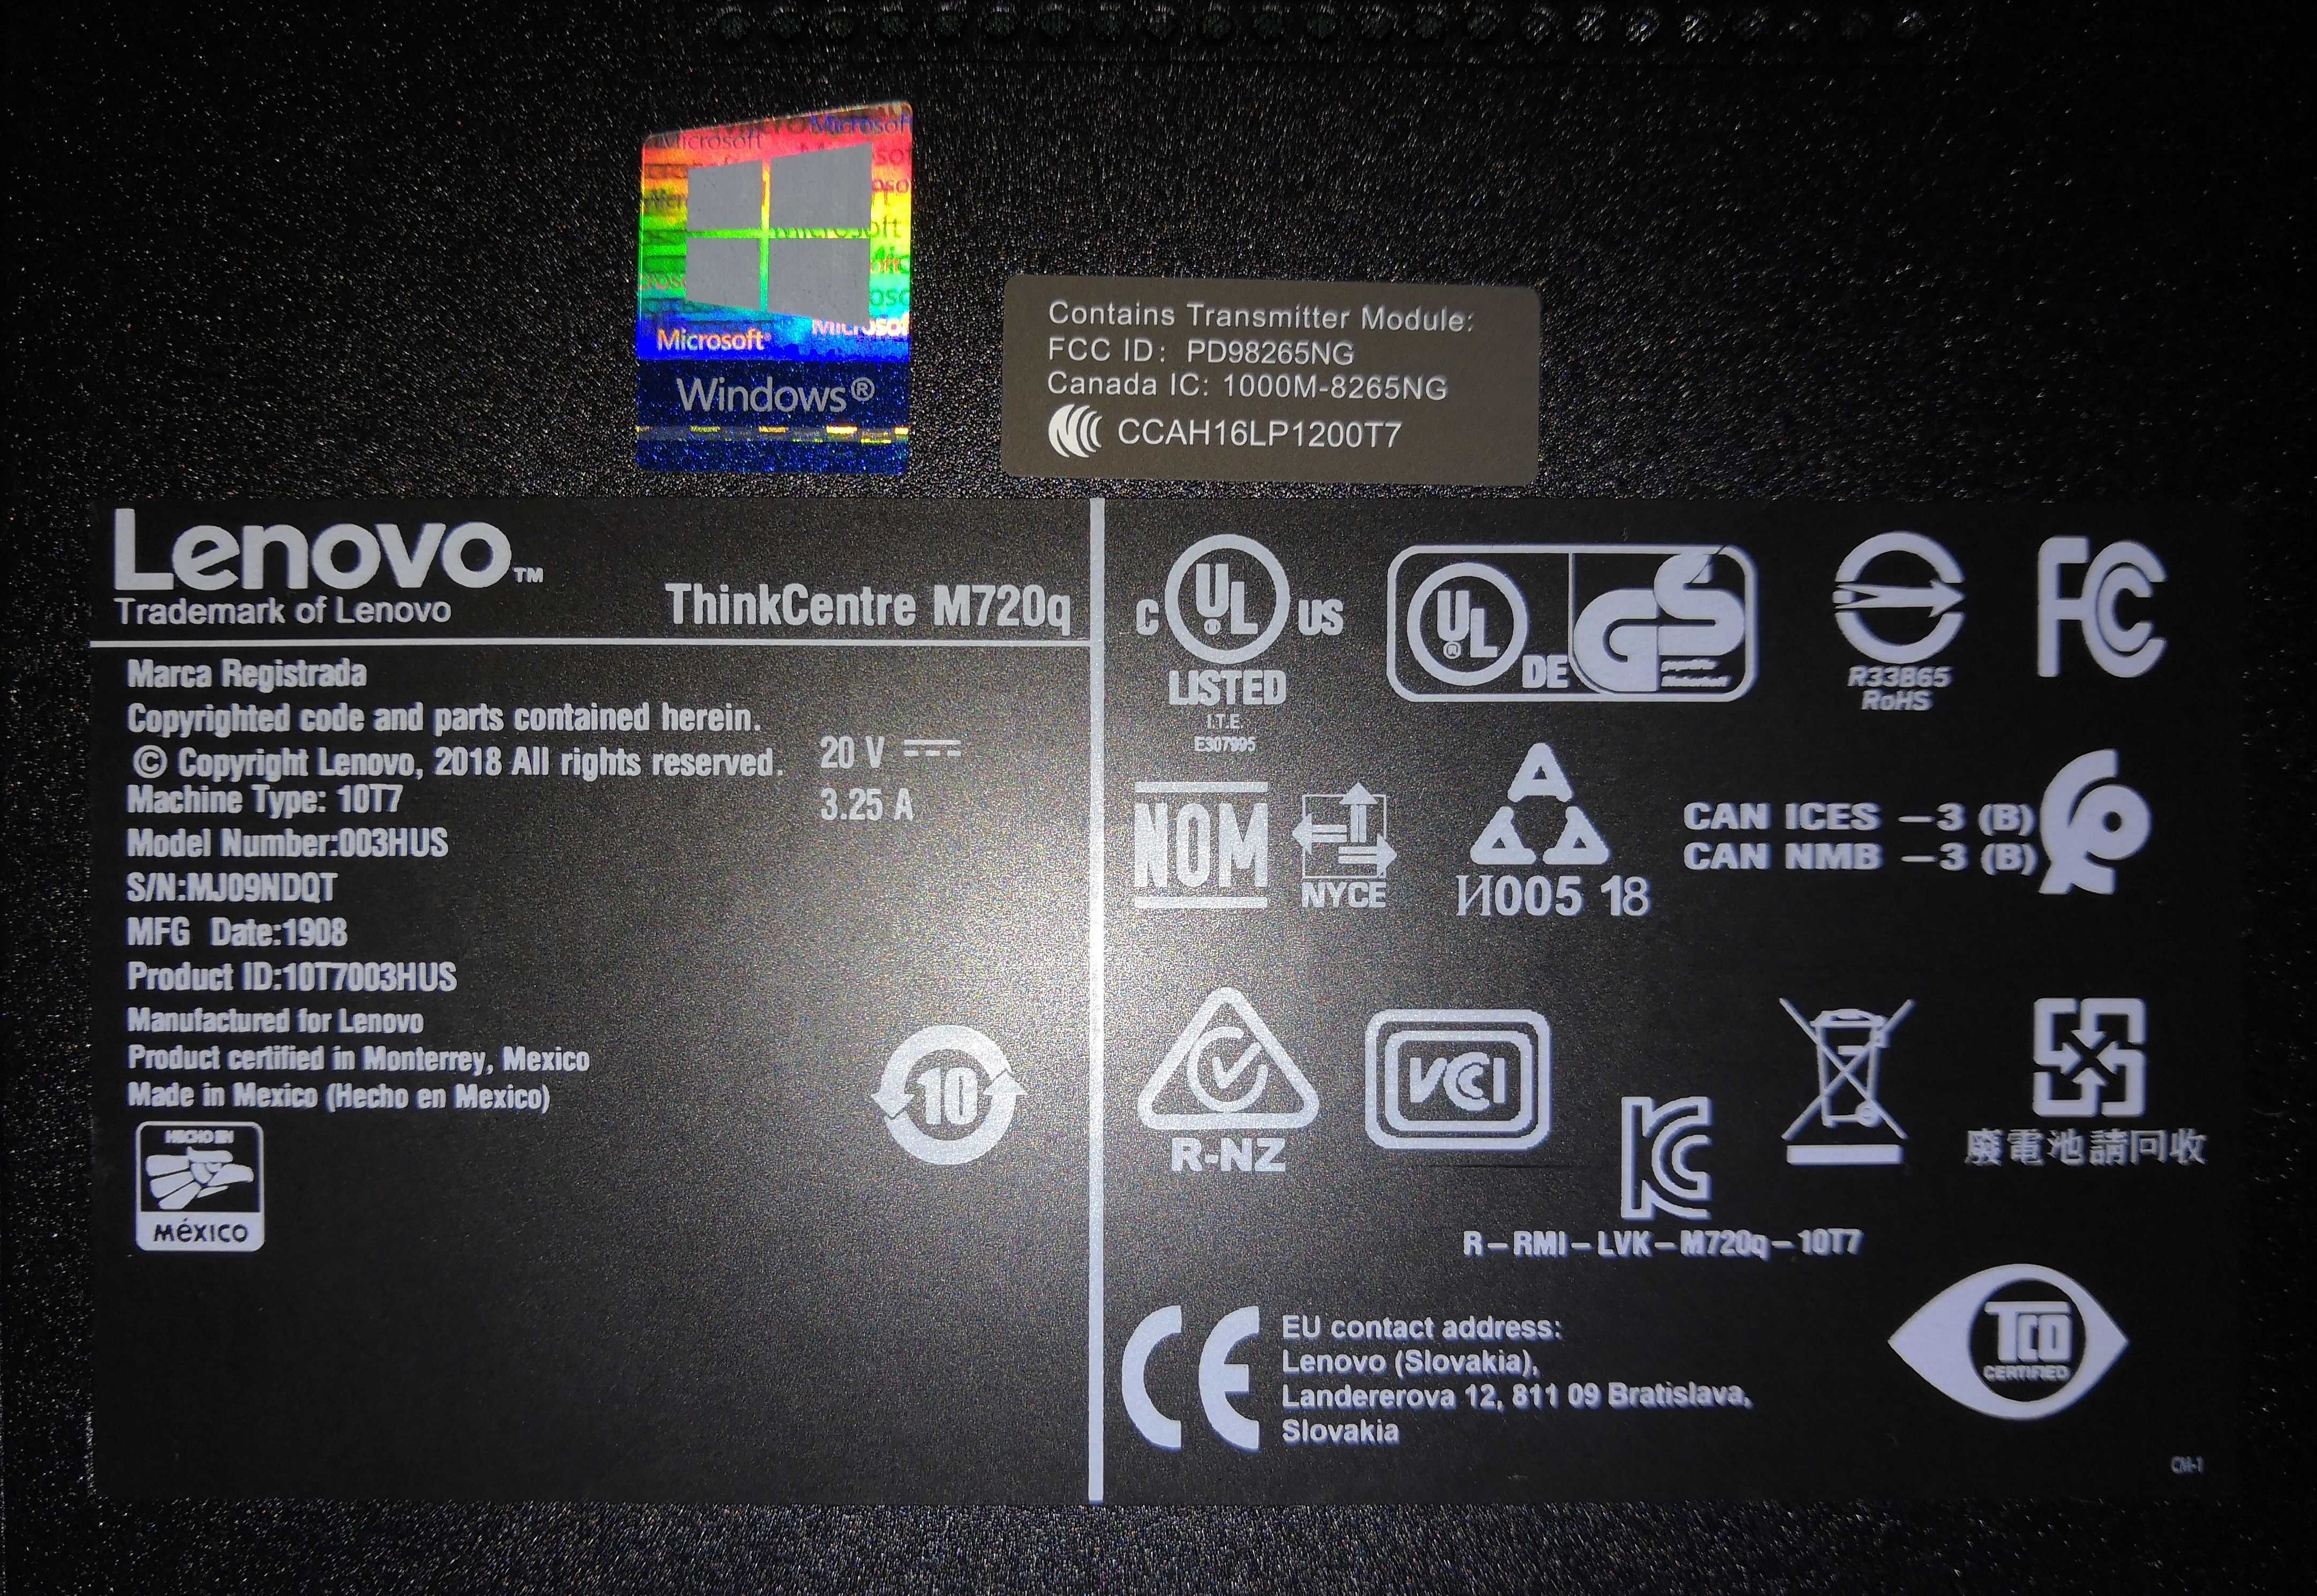 Microsoft
Windows®
Contains Transmitter Module:
FCC ID: PD98265NG
Canada IC: 1000M-8265NG
CCAH16LP1200T7
Lenovo™
Trademark of Lenovo
ThinkCentre M720q
Marca Registrada
Copyrighted code and parts contained herein.
© Copyright Lenovo, 2018 All rights reserved.
20 V
3.25 A
Machine Type: 10T7
Model Number:003HUS
S/N:MJ09NDQT
MFG Date:1908
Product ID:10T7003HUS
Manufactured for Lenovo
Product certified in Monterrey, Mexico
Made in Mexico (Hecho en Mexico)
10
HECHO EN
México
C UL US
LISTED
I.T.E.
E307995
UL DE GS
R33B65
RoHS
FC
NOM
NYCE
И005 18
CAN ICES –3 (B)
CAN NMB –3 (B)
R-NZ
VCCI
廢電池請回收
R–RMI–LVK–M720q–10T7
CE
EU contact address:
Lenovo (Slovakia),
Landererova 12, 811 09 Bratislava,
Slovakia
TCO
CERTIFIED
CM-1